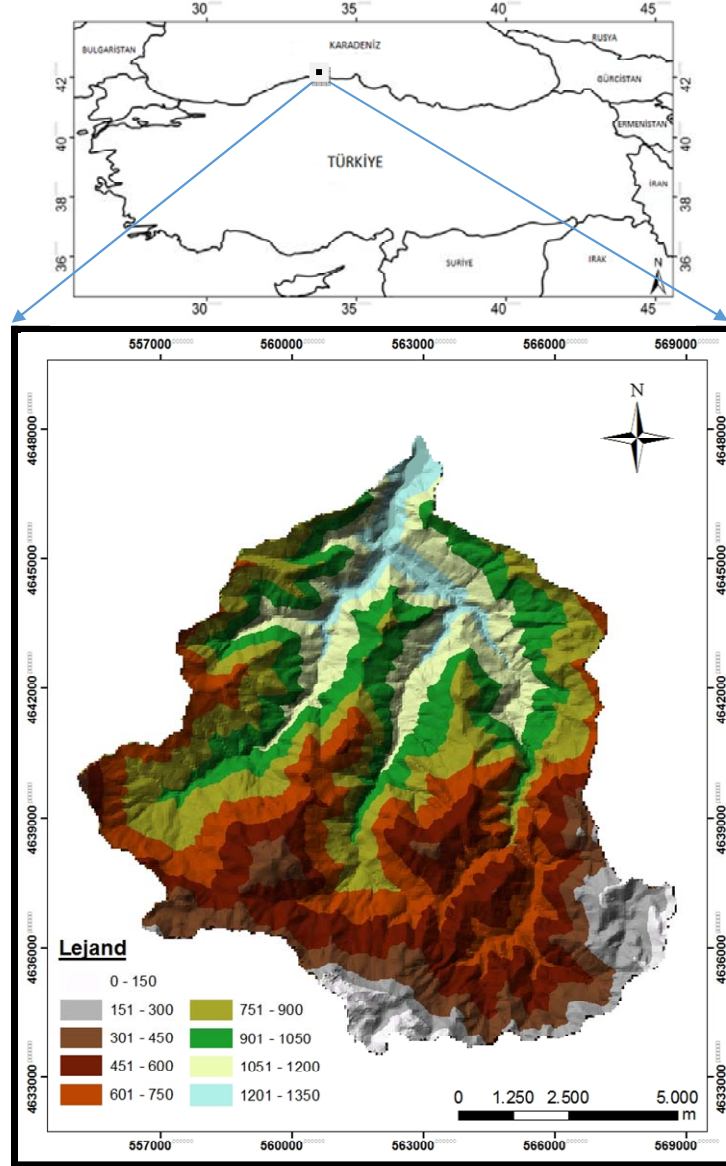 30 35 40 45
BULGARİSTAN
KARADENİZ
RUSYA
GÜRCİSTAN
ERMENİSTAN
TÜRKİYE
İRAN
SURİYE
IRAK
N
42 40 38 36
42 40 38 36
30 35 40 45
557000 560000 563000 566000 569000
N
4648000 4645000 4642000 4639000 4636000 4633000
4648000 4645000 4642000 4639000 4636000 4633000
Lejand
0 - 150
151 - 300
301 - 450
451 - 600
601 - 750
751 - 900
901 - 1050
1051 - 1200
1201 - 1350
0 1.250 2.500 5.000
m
557000 560000 563000 566000 569000